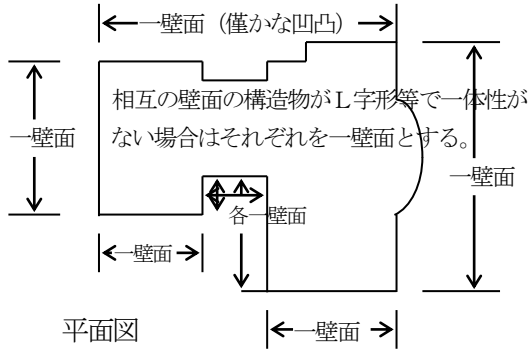 一壁面（僅かな凹凸）
相互の壁面の構造物がＬ字形等で一体性が
ない場合はそれぞれを一壁面とする。
一壁面
一壁面
各一壁面
一壁面
平面図
一壁面